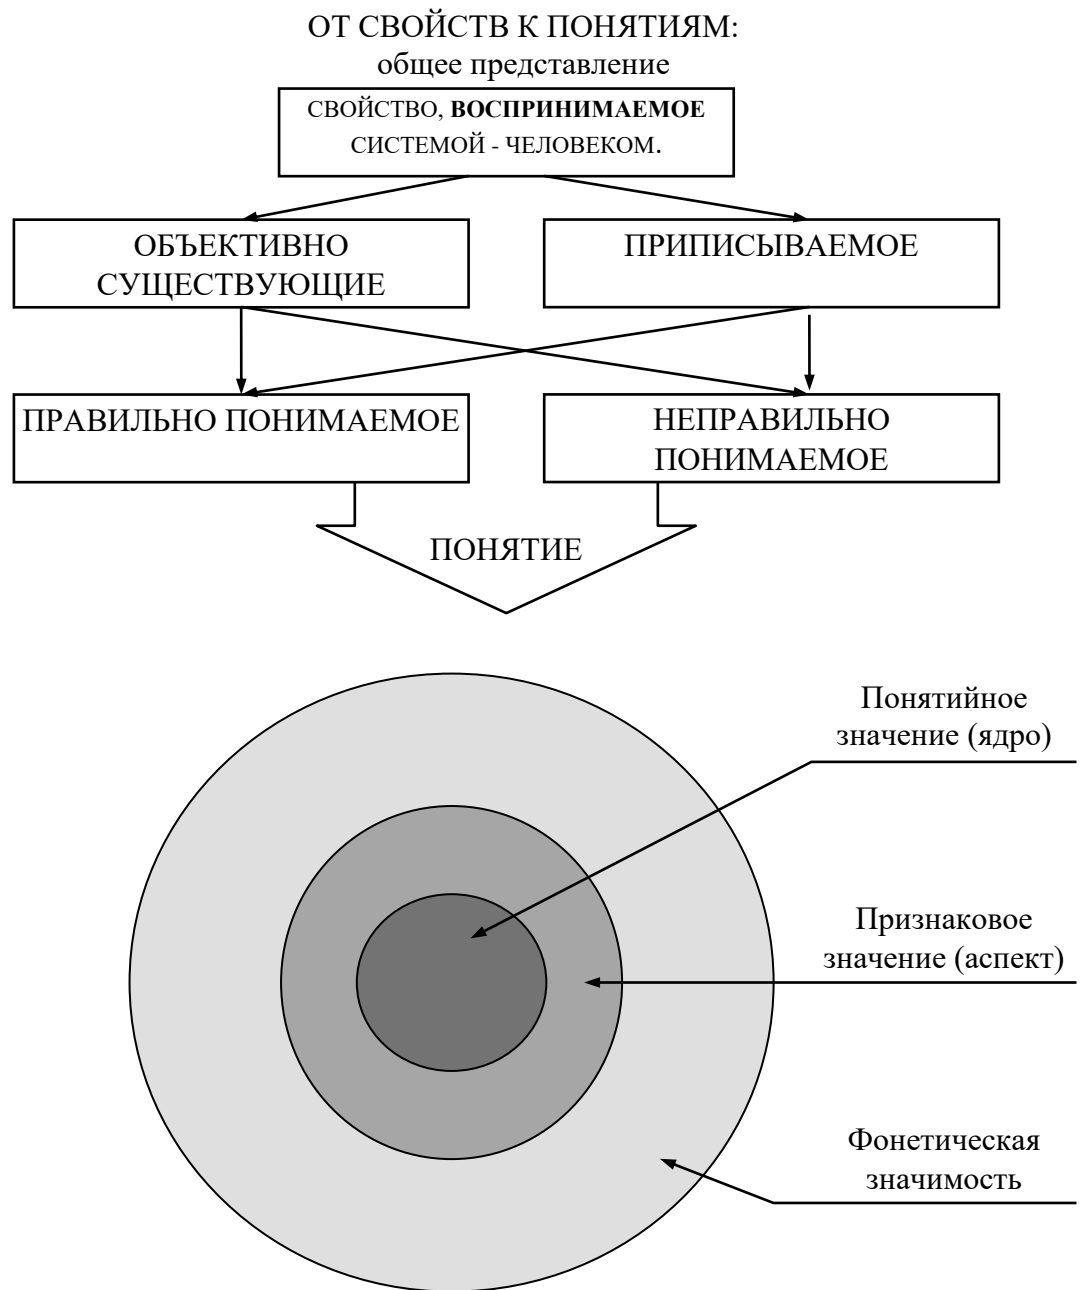 ОТ СВОЙСТВ К ПОНЯТИЯМ:
общее представление
СВОЙСТВО, ВОСПРИНИМАЕМОЕ
СИСТЕМОЙ - ЧЕЛОВЕКОМ.
ОБЪЕКТИВНО
СУЩЕСТВУЮЩИЕ
ПРИПИСЫВАЕМОЕ
ПРАВИЛЬНО ПОНИМАЕМОЕ
НЕПРАВИЛЬНО
ПОНИМАЕМОЕ
ПОНЯТИЕ
Понятийное
значение (ядро)
Признаковое
значение (аспект)
Фонетическая
значимость